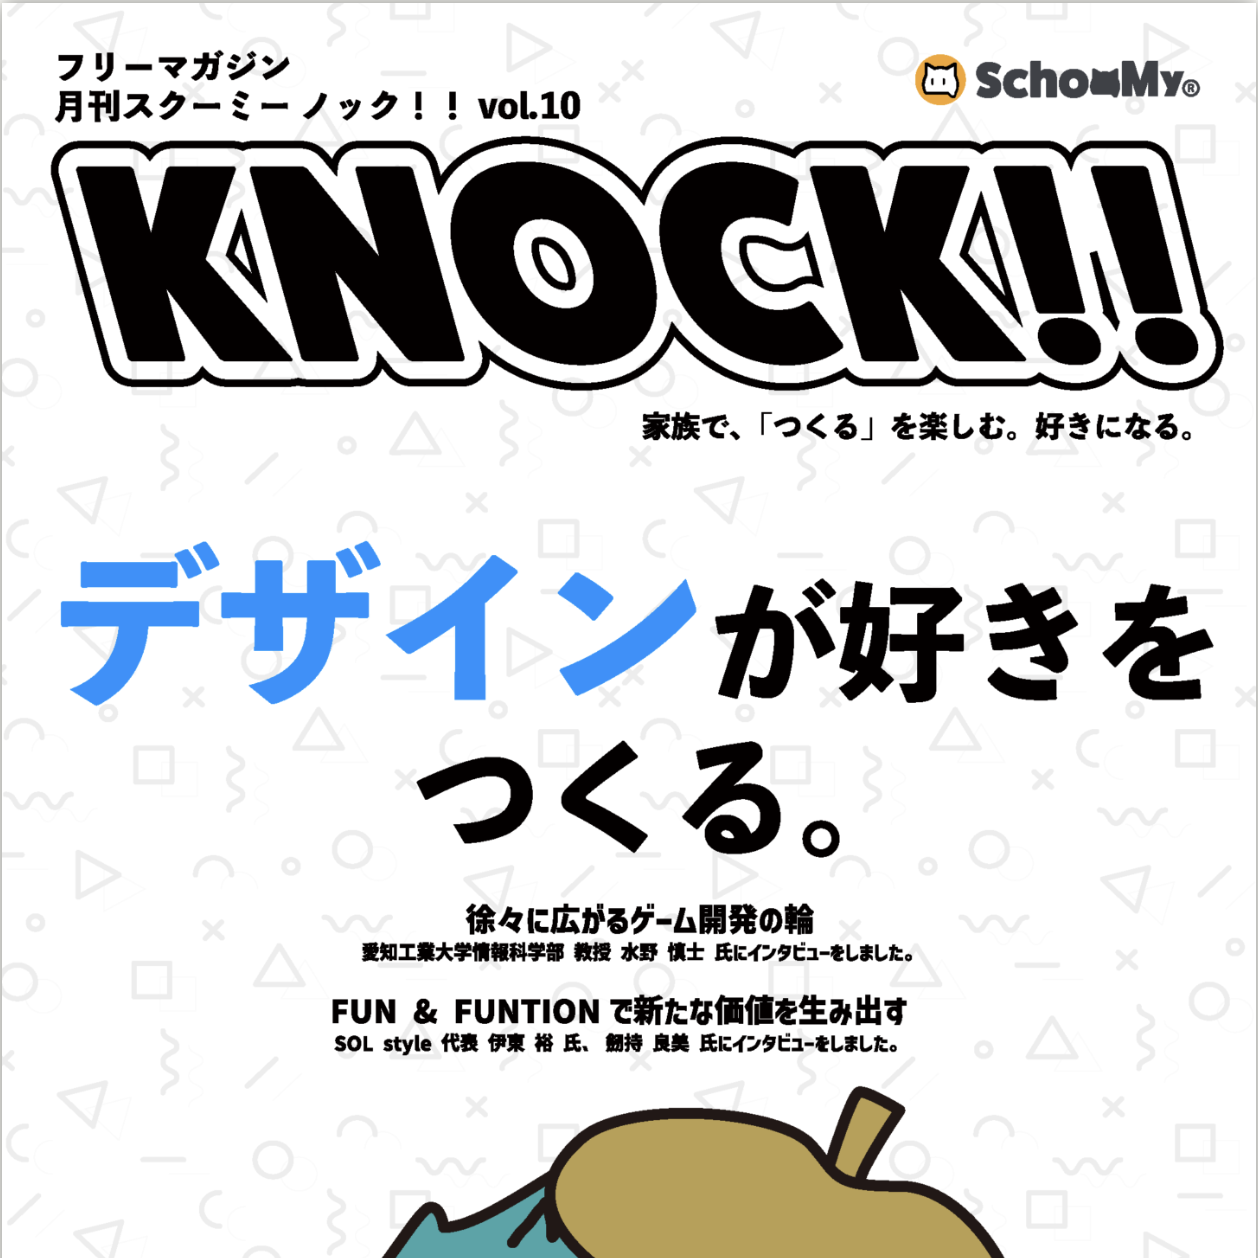 フリーマガジン
月刊スクーミー ノック！！ vol.10
SchooMy®
KNOCK!!
家族で、「つくる」を楽しむ。好きになる。
デザインが好きを
つくる。
徐々に広がるゲーム開発の輪
愛知工業大学情報科学部 教授 水野 慎士 氏にインタビューをしました。
FUN & FUNTION で新たな価値を生み出す
SOL style 代表 伊東 裕 氏、 劒持 良美 氏にインタビューをしました。